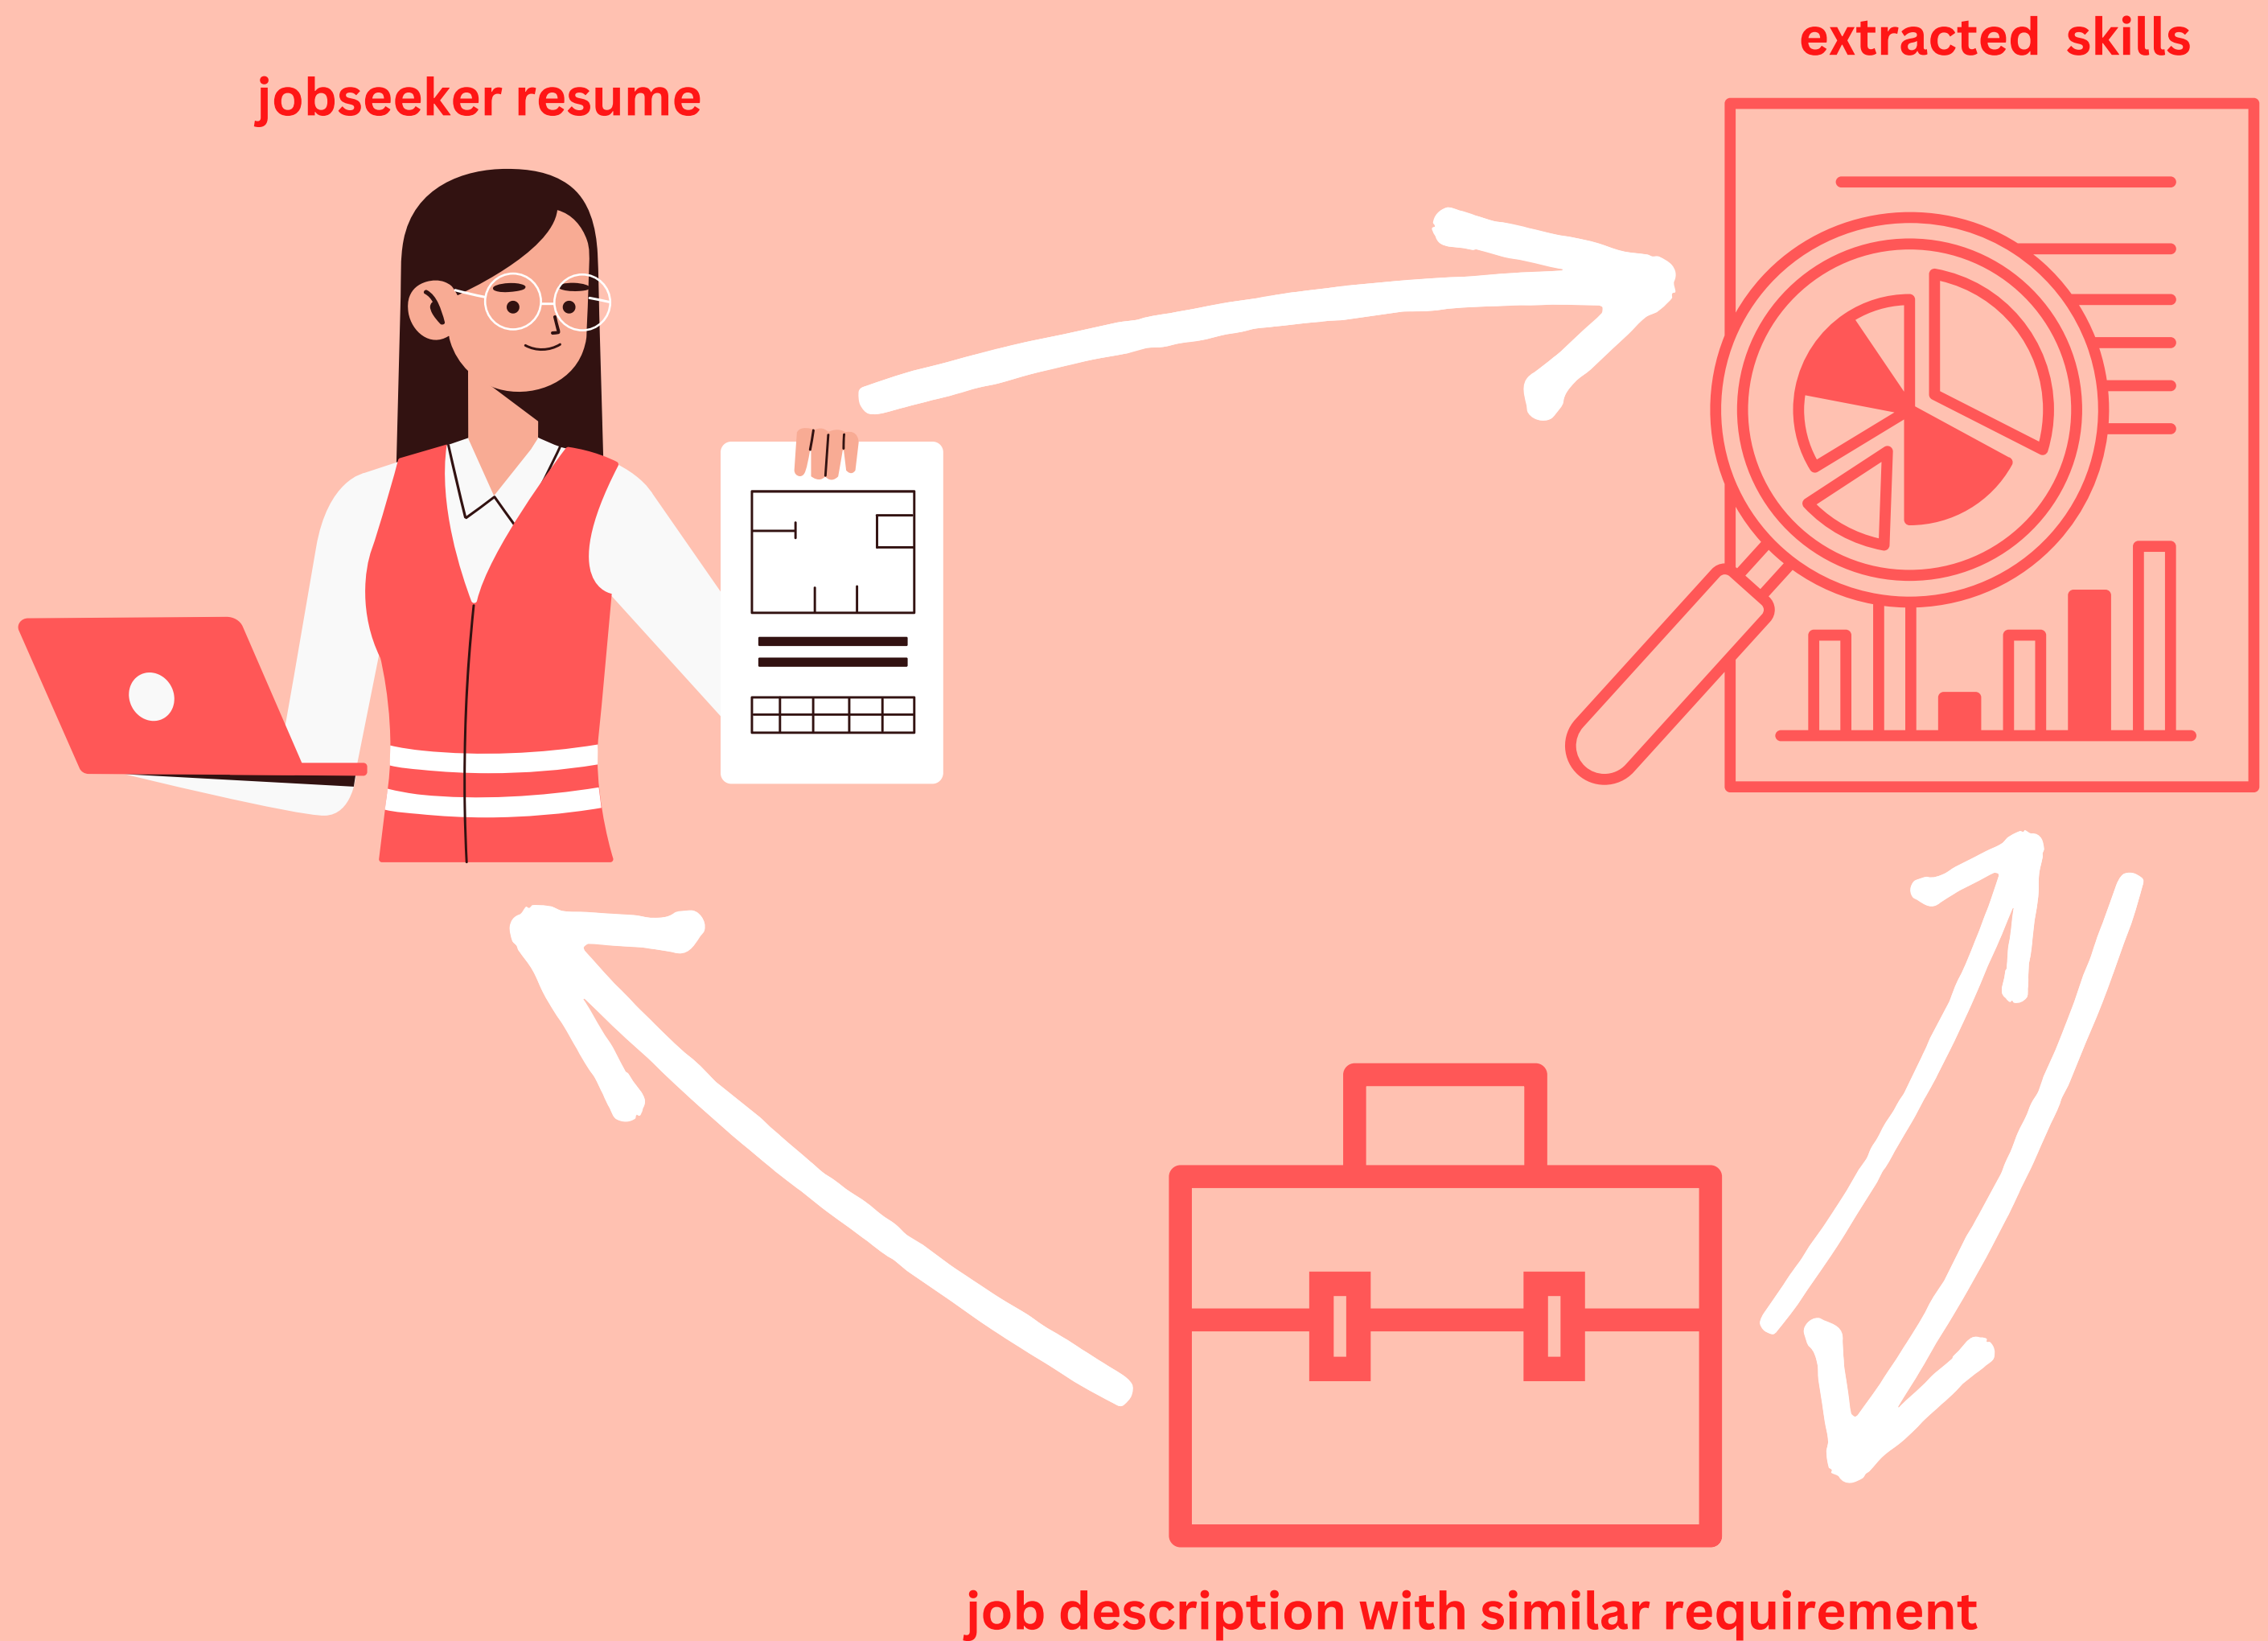 extracted skills
jobseeker resume
job description with similar requirement